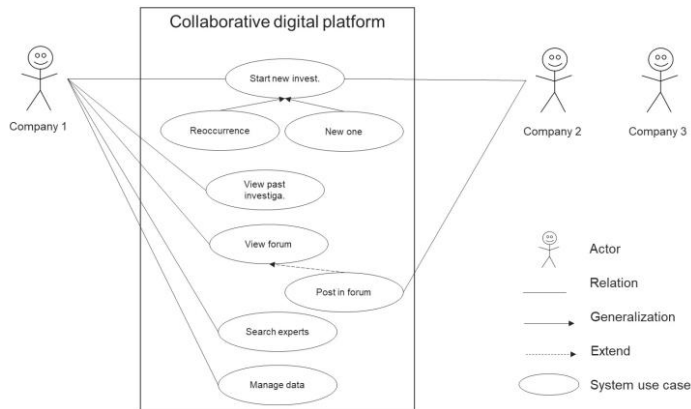 Collaborative digital platform
Start new invest.
Reoccurrence
New one
View past
investiga.
View forum
Post in forum
Search experts
Manage data
Company 1
Company 2
Company 3
Actor
Relation
Generalization
Extend
System use case